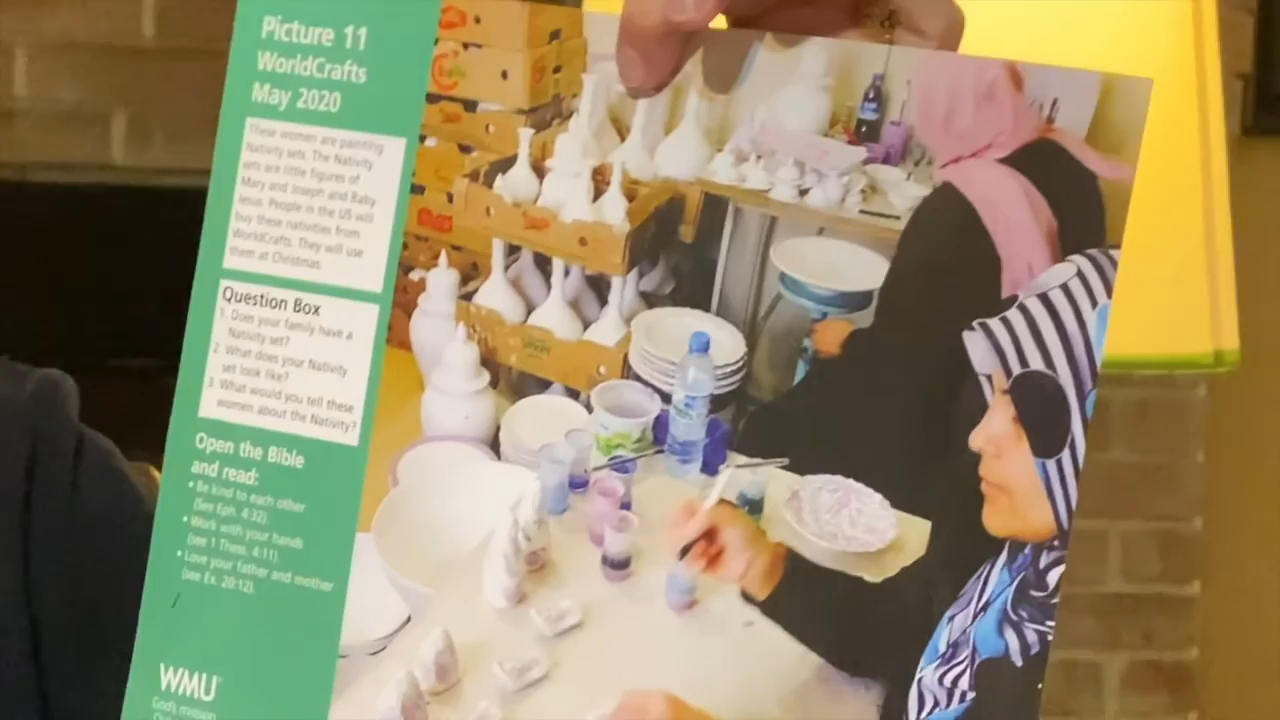 Picture 11
WorldCrafts
May 2020
These women are painting
Nativity sets. The Nativity
sets are little figures of
Mary and Joseph and Baby
Jesus. People in the US will
buy these nativities from
WorldCrafts. They will use
them at Christmas.
Question Box
1. Does your family have a
Nativity set?
2. What does your Nativity
set look like?
3. What would you tell these
women about the Nativity?
Open the Bible
and read:
• Be kind to each other
(See Eph. 4:32).
• Work with your hands
(see 1 Thess. 4:11).
• Love your father and mother
(see Ex. 20:12).
WMU
God's mission